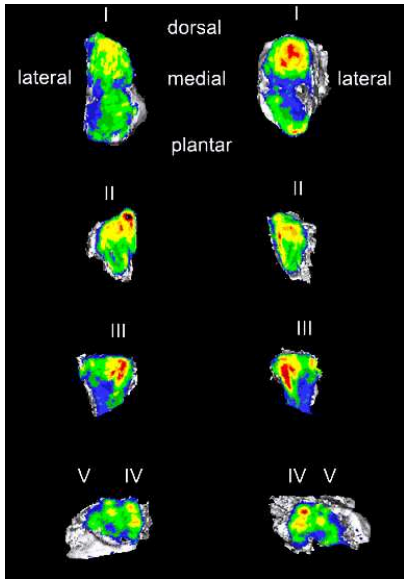 I I
dorsal
lateral medial lateral
plantar
II II
III III
V IV IV V